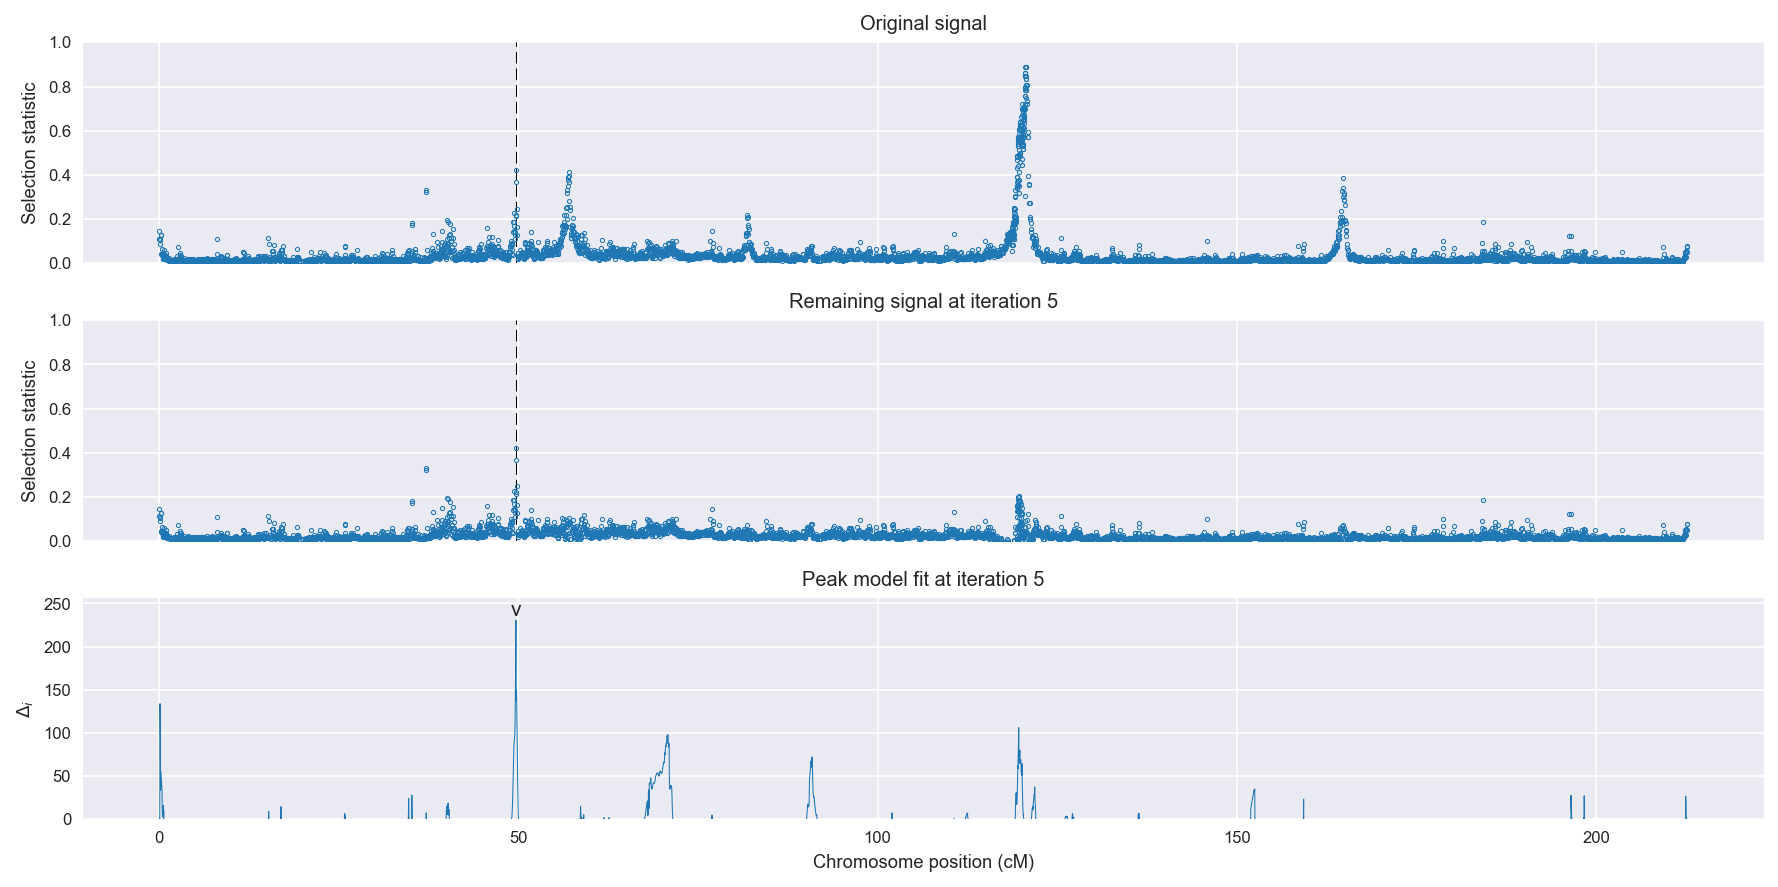 Original signal
1.0
0.8
0.6
0.4
0.2
0.0
Selection statistic
Remaining signal at iteration 5
1.0
0.8
0.6
0.4
0.2
0.0
Selection statistic
Peak model fit at iteration 5
v
250
200
150
100
50
0
Δi
0 50 100 150 200
Chromosome position (cM)